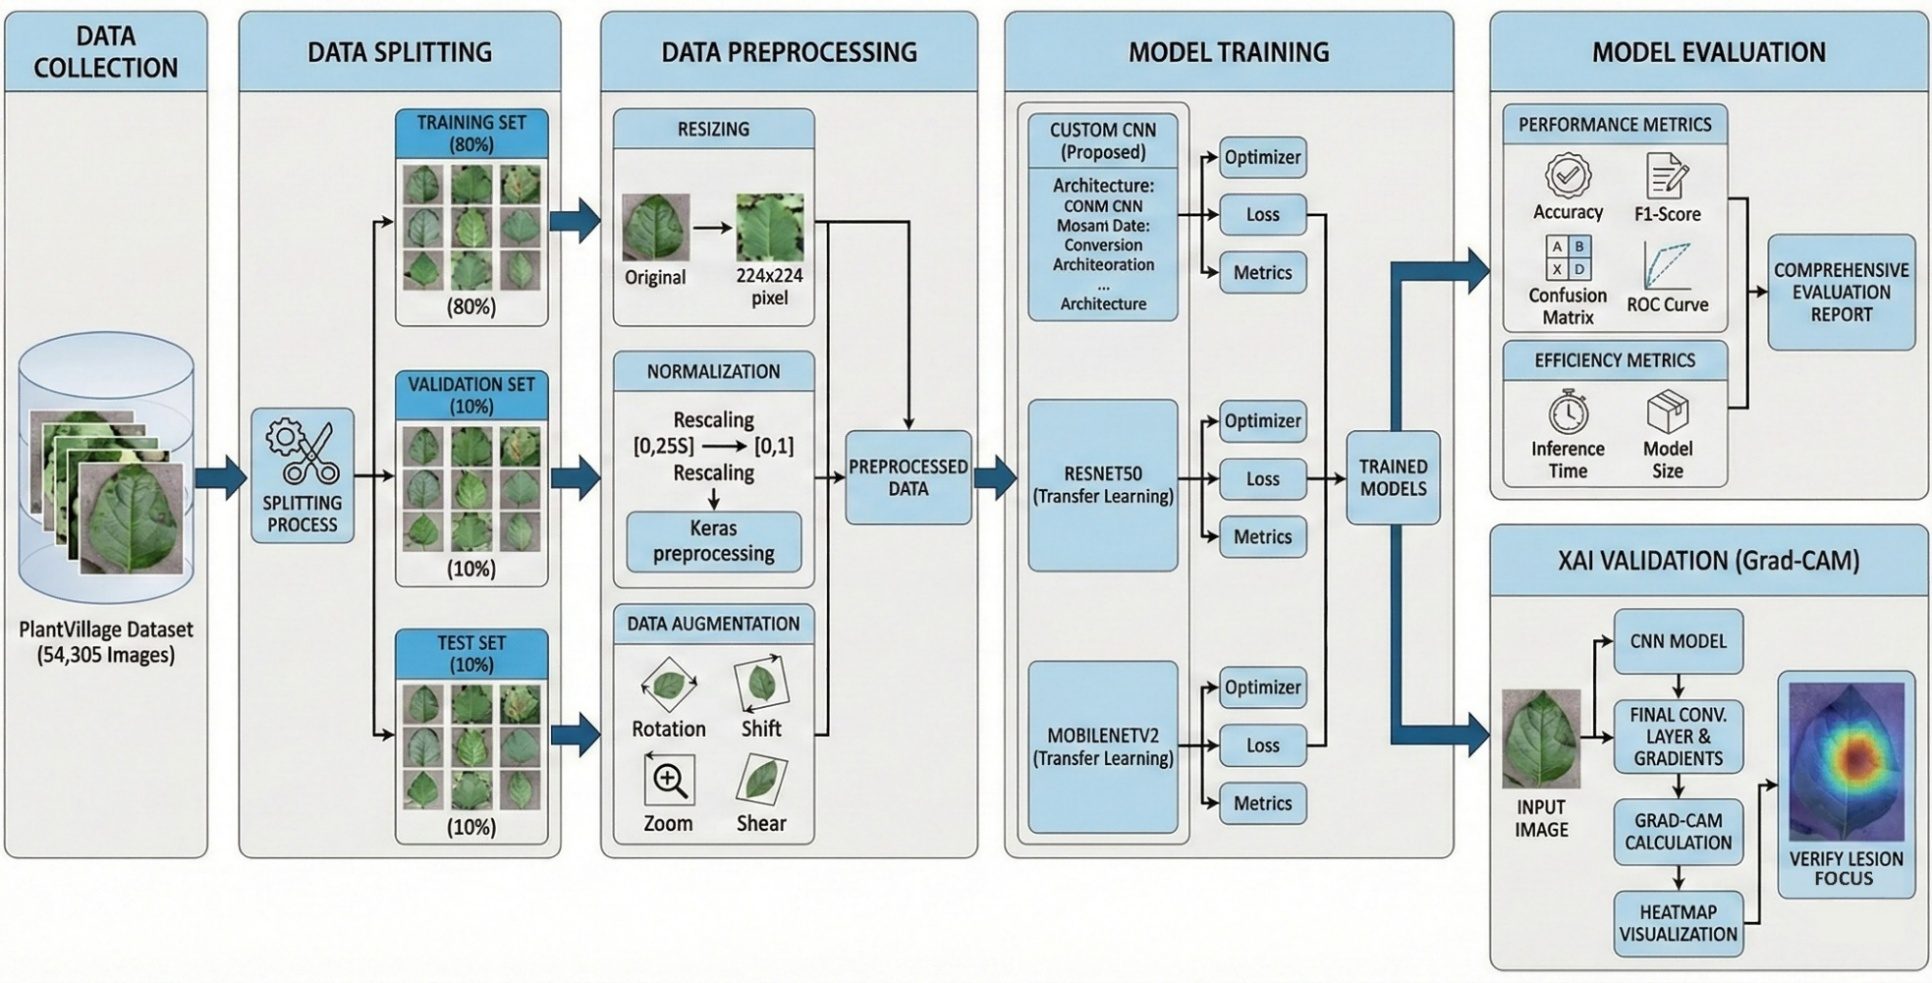 DATA
COLLECTION
PlantVillage Dataset
(54,305 Images)
DATA SPLITTING
SPLITTING
PROCESS
TRAINING SET
(80%)
(80%)
VALIDATION SET
(10%)
(10%)
TEST SET
(10%)
(10%)
DATA PREPROCESSING
RESIZING
Original
224x224
pixel
NORMALIZATION
Rescaling
[0,25S] [0,1]
Rescaling
Keras
preprocessing
DATA AUGMENTATION
Rotation
Shift
Zoom
Shear
PREPROCESSED
DATA
MODEL TRAINING
CUSTOM CNN
(Proposed)
Architecture:
CONM CNN
Mosam Date:
Conversion
Architeoration
...
Architecture
Optimizer
Loss
Metrics
RESNET50
(Transfer Learning)
Optimizer
Loss
Metrics
MOBILENETV2
(Transfer Learning)
Optimizer
Loss
Metrics
TRAINED
MODELS
MODEL EVALUATION
PERFORMANCE METRICS
Accuracy
F1-Score
A B
X D
Confusion
Matrix
ROC Curve
EFFICIENCY METRICS
Inference
Time
Model
Size
COMPREHENSIVE
EVALUATION
REPORT
XAI VALIDATION (Grad-CAM)
INPUT
IMAGE
CNN MODEL
FINAL CONV.
LAYER &
GRADIENTS
GRAD-CAM
CALCULATION
HEATMAP
VISUALIZATION
VERIFY LESION
FOCUS